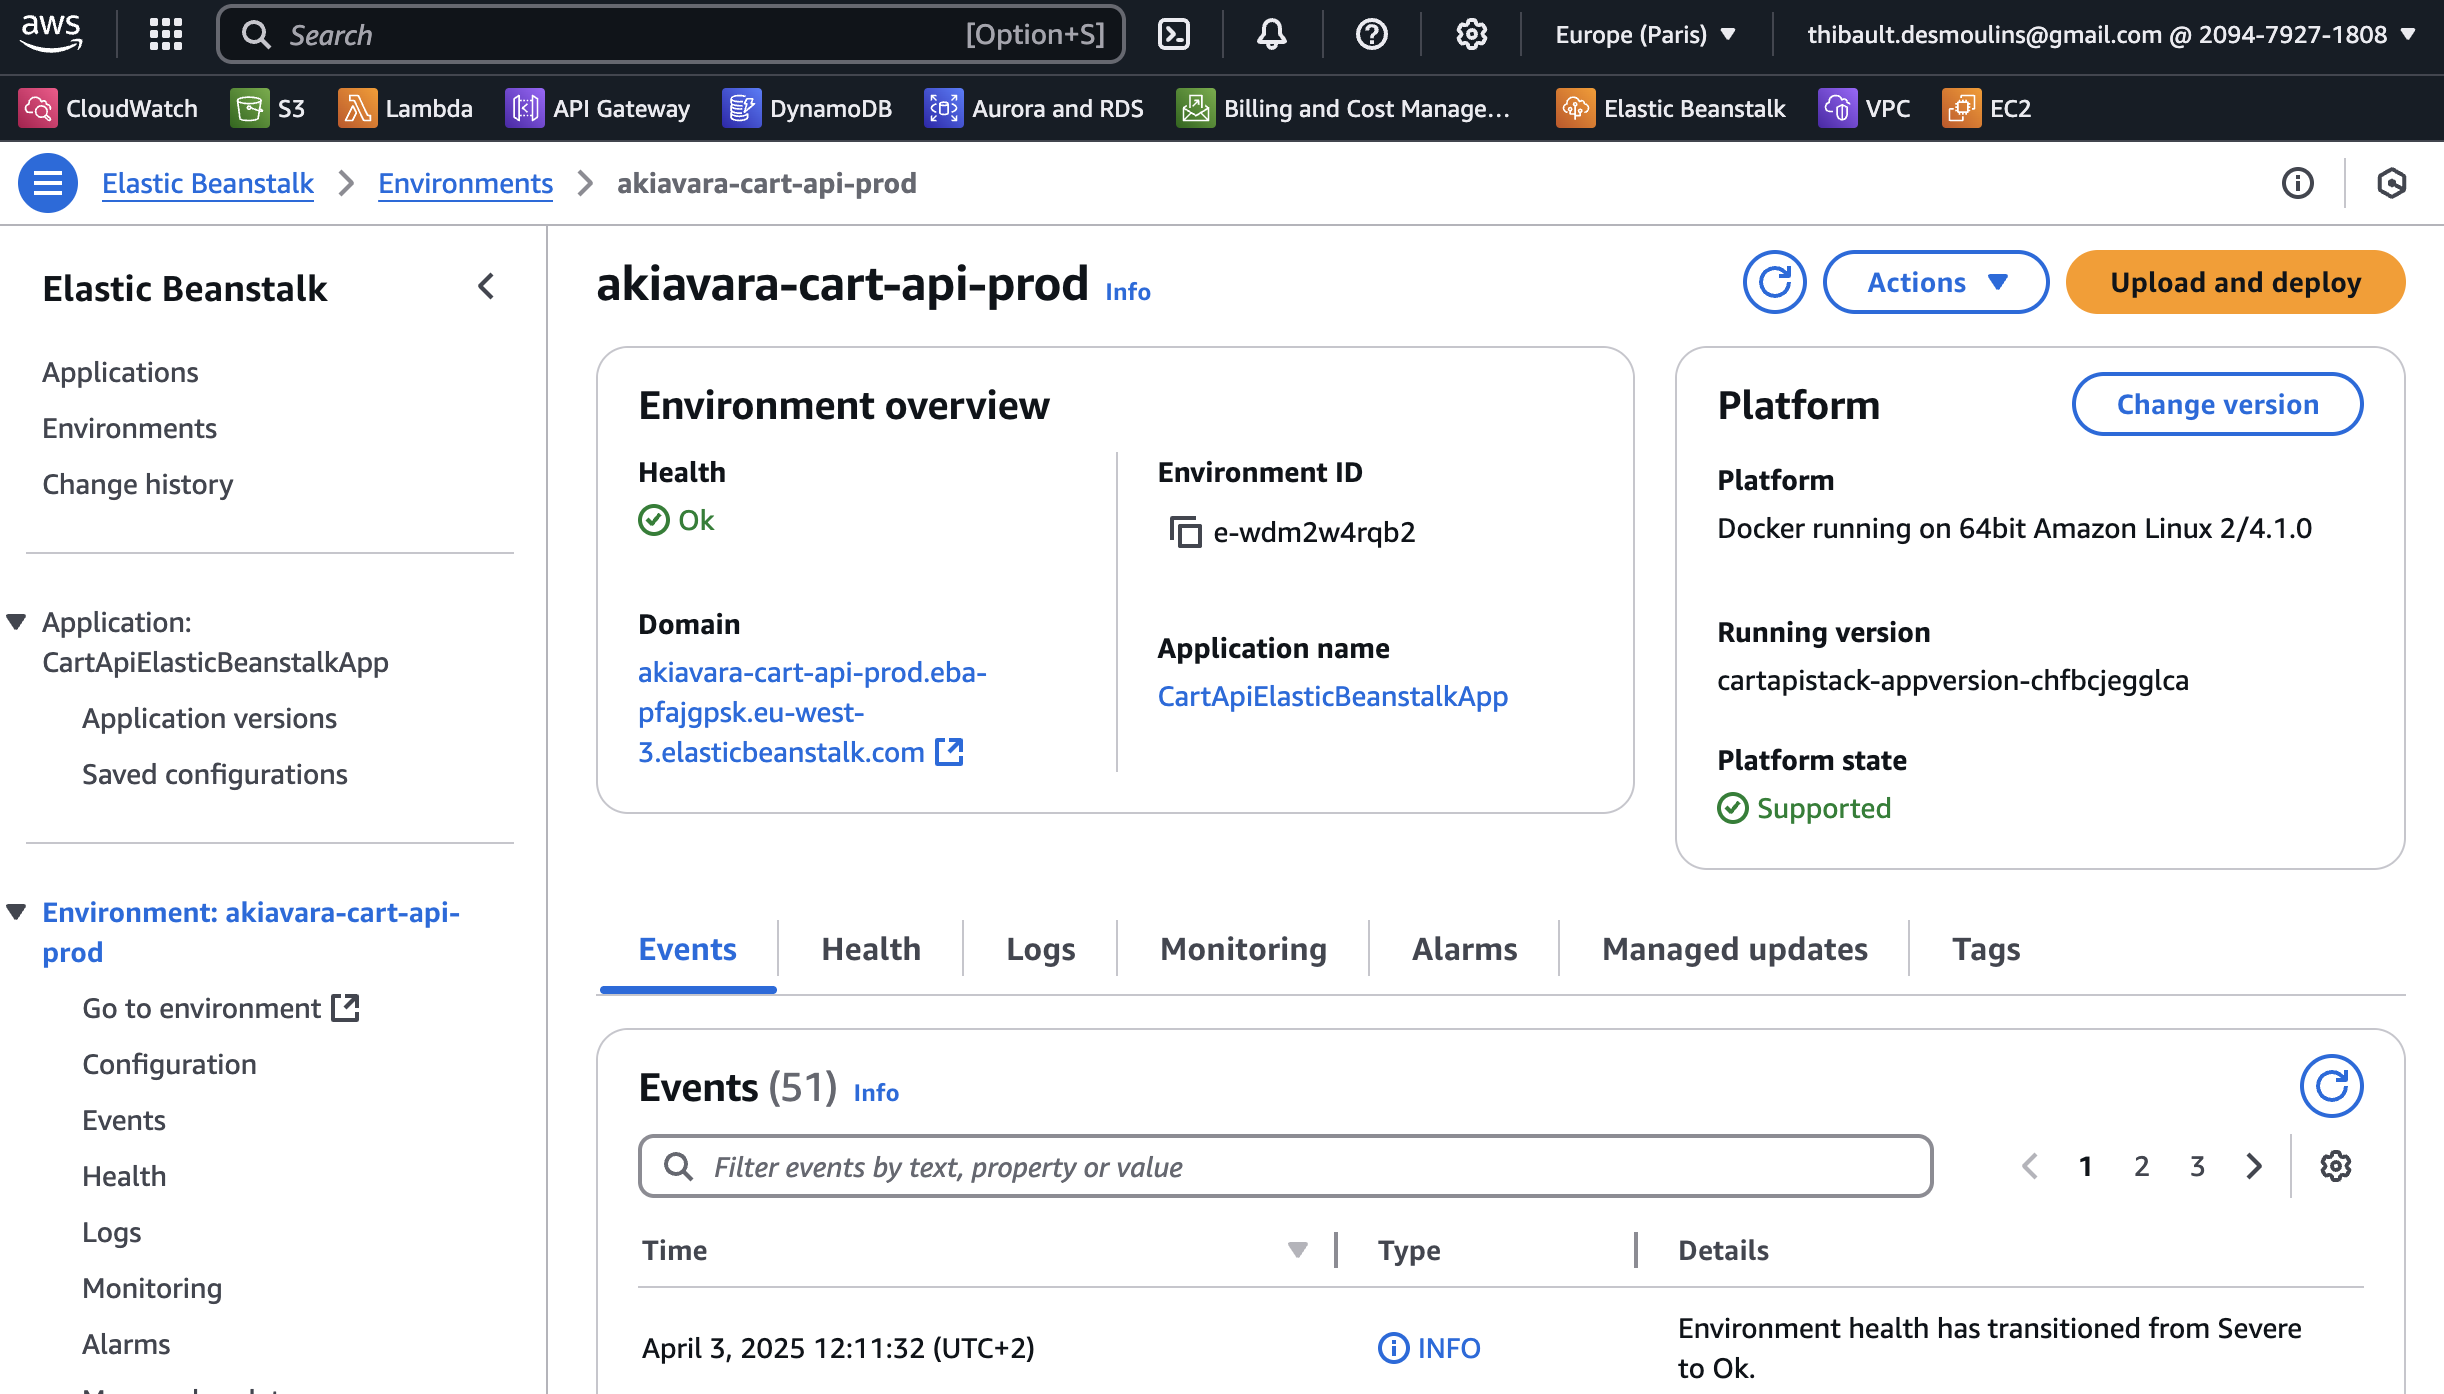 aws
Search [Option+S]
Europe (Paris)
thibault.desmoulins@gmail.com @ 2094-7927-1808
CloudWatch
S3
Lambda
API Gateway
DynamoDB
Aurora and RDS
Billing and Cost Manage...
Elastic Beanstalk
VPC
EC2
Elastic Beanstalk
Environments
akiavara-cart-api-prod
Elastic Beanstalk
Applications
Environments
Change history
Application:
CartApiElasticBeanstalkApp
Application versions
Saved configurations
Environment: akiavara-cart-api-
prod
Go to environment
Configuration
Events
Health
Logs
Monitoring
Alarms
akiavara-cart-api-prod Info
Actions
Upload and deploy
Environment overview
Health
Ok
Domain
akiavara-cart-api-prod.eba-
pfajgpsk.eu-west-
3.elasticbeanstalk.com
Environment ID
e-wdm2w4rqb2
Application name
CartApiElasticBeanstalkApp
Platform
Change version
Platform
Docker running on 64bit Amazon Linux 2/4.1.0
Running version
cartapistack-appversion-chfbcjegglca
Platform state
Supported
Events
Health
Logs
Monitoring
Alarms
Managed updates
Tags
Events (51) Info
Filter events by text, property or value
1 2 3
Time
Type
Details
April 3, 2025 12:11:32 (UTC+2)
INFO
Environment health has transitioned from Severe
to Ok.